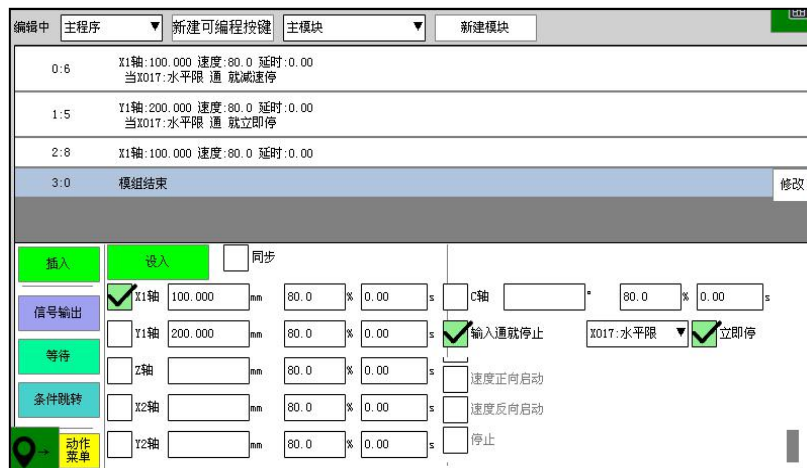 编辑中 主程序 新建可编程按键 主模块 新建模块
0:6 X1轴:100.000 速度:80.0 延时:0.00
当X017:水平限 通 就减速停
1:5 Y1轴:200.000 速度:80.0 延时:0.00
当X017:水平限 通 就立即停
2:8 X1轴:100.000 速度:80.0 延时:0.00
3:0 模组结束 修改
插入 设入 同步
X1轴 100.000 mm 80.0 % 0.00 s C轴 ° 80.0 % 0.00 s
信号输出
Y1轴 200.000 mm 80.0 % 0.00 s 输入通就停止 X017:水平限 立即停
等待
Z轴 mm 80.0 % 0.00 s 速度正向启动
条件跳转
X2轴 mm 80.0 % 0.00 s 速度反向启动
动作
菜单
Y2轴 mm 80.0 % 0.00 s 停止